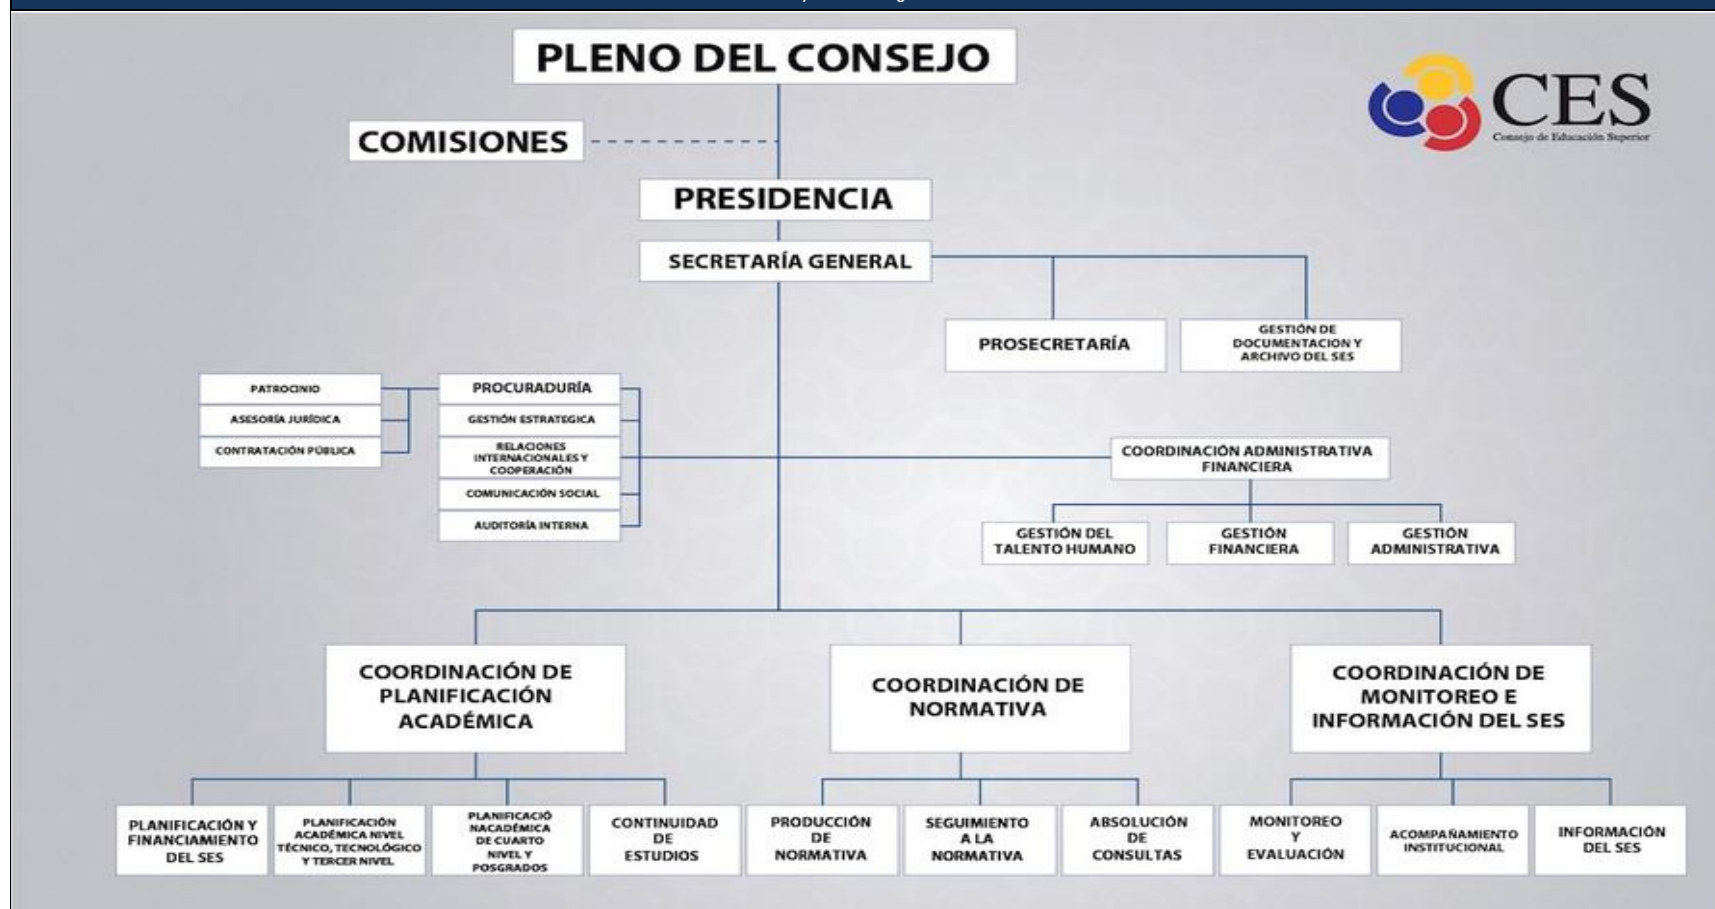 PLENO DEL CONSEJO
CES
Consejo de Educación Superior
COMISIONES
PRESIDENCIA
SECRETARÍA GENERAL
PROSECRETARÍA
GESTIÓN DE
DOCUMENTACION Y
ARCHIVO DEL SES
PATROCINIO
ASESORÍA JURÍDICA
CONTRATACIÓN PÚBLICA
PROCURADURÍA
GESTIÓN ESTRATEGICA
RELACIONES
INTERNACIONALES Y
COOPERACIÓN
COMUNICACIÓN SOCIAL
AUDITORÍA INTERNA
COORDINACIÓN ADMINISTRATIVA
FINANCIERA
GESTIÓN DEL
TALENTO HUMANO
GESTIÓN
FINANCIERA
GESTIÓN
ADMINISTRATIVA
COORDINACIÓN DE
PLANIFICACIÓN
ACADÉMICA
COORDINACIÓN DE
NORMATIVA
COORDINACIÓN DE
MONITOREO E
INFORMACIÓN DEL SES
PLANIFICACIÓN Y
FINANCIAMIENTO
DEL SES
PLANIFICACIÓN
ACADÉMICA NIVEL
TÉCNICO, TECNOLÓGICO
Y TERCER NIVEL
PLANIFICACIÓ
NACADÉMICA
DE CUARTO
NIVEL Y
POSGRADOS
CONTINUIDAD
DE
ESTUDIOS
PRODUCCIÓN
DE
NORMATIVA
SEGUIMIENTO
A LA
NORMATIVA
ABSOLUCIÓN
DE
CONSULTAS
MONITOREO
Y
EVALUACIÓN
ACOMPAÑAMIENTO
INSTITUCIONAL
INFORMACIÓN
DEL SES